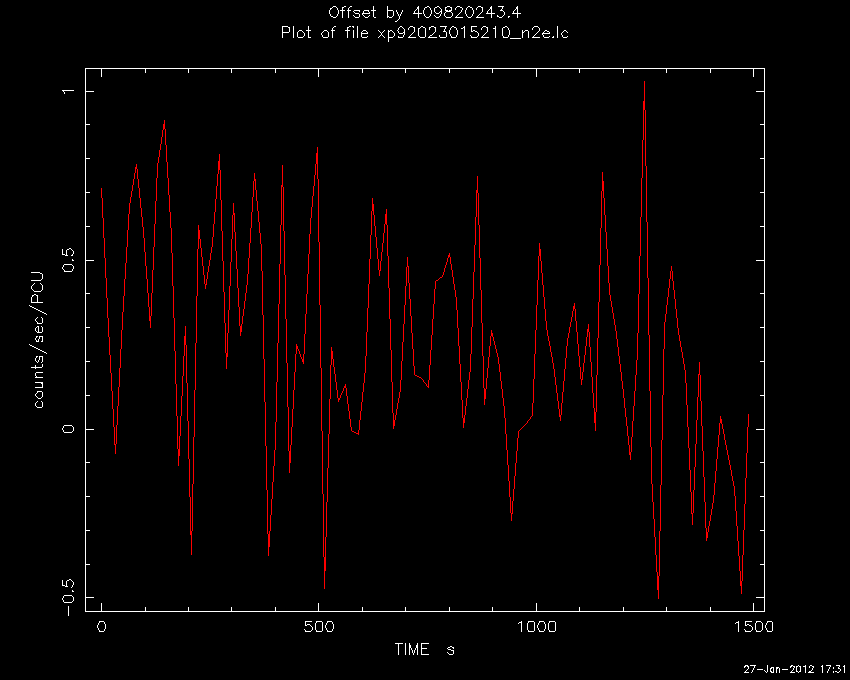 Offset by 409820243.4
Plot of file xp92023015210_n2e.lc
1
0.5
0
−0.5
counts/sec/PCU
0 500 1000 1500
TIME s
27-Jan-2012 17:31